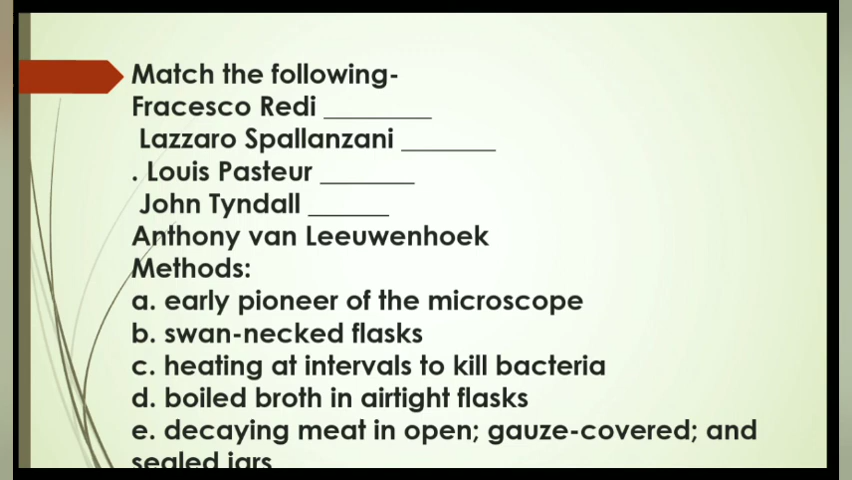 Match the following-
Fracesco Redi ________
Lazzaro Spallanzani _______
. Louis Pasteur _______
John Tyndall ______
Anthony van Leeuwenhoek
Methods:
a. early pioneer of the microscope
b. swan-necked flasks
c. heating at intervals to kill bacteria
d. boiled broth in airtight flasks
e. decaying meat in open; gauze-covered; and
sealed jars